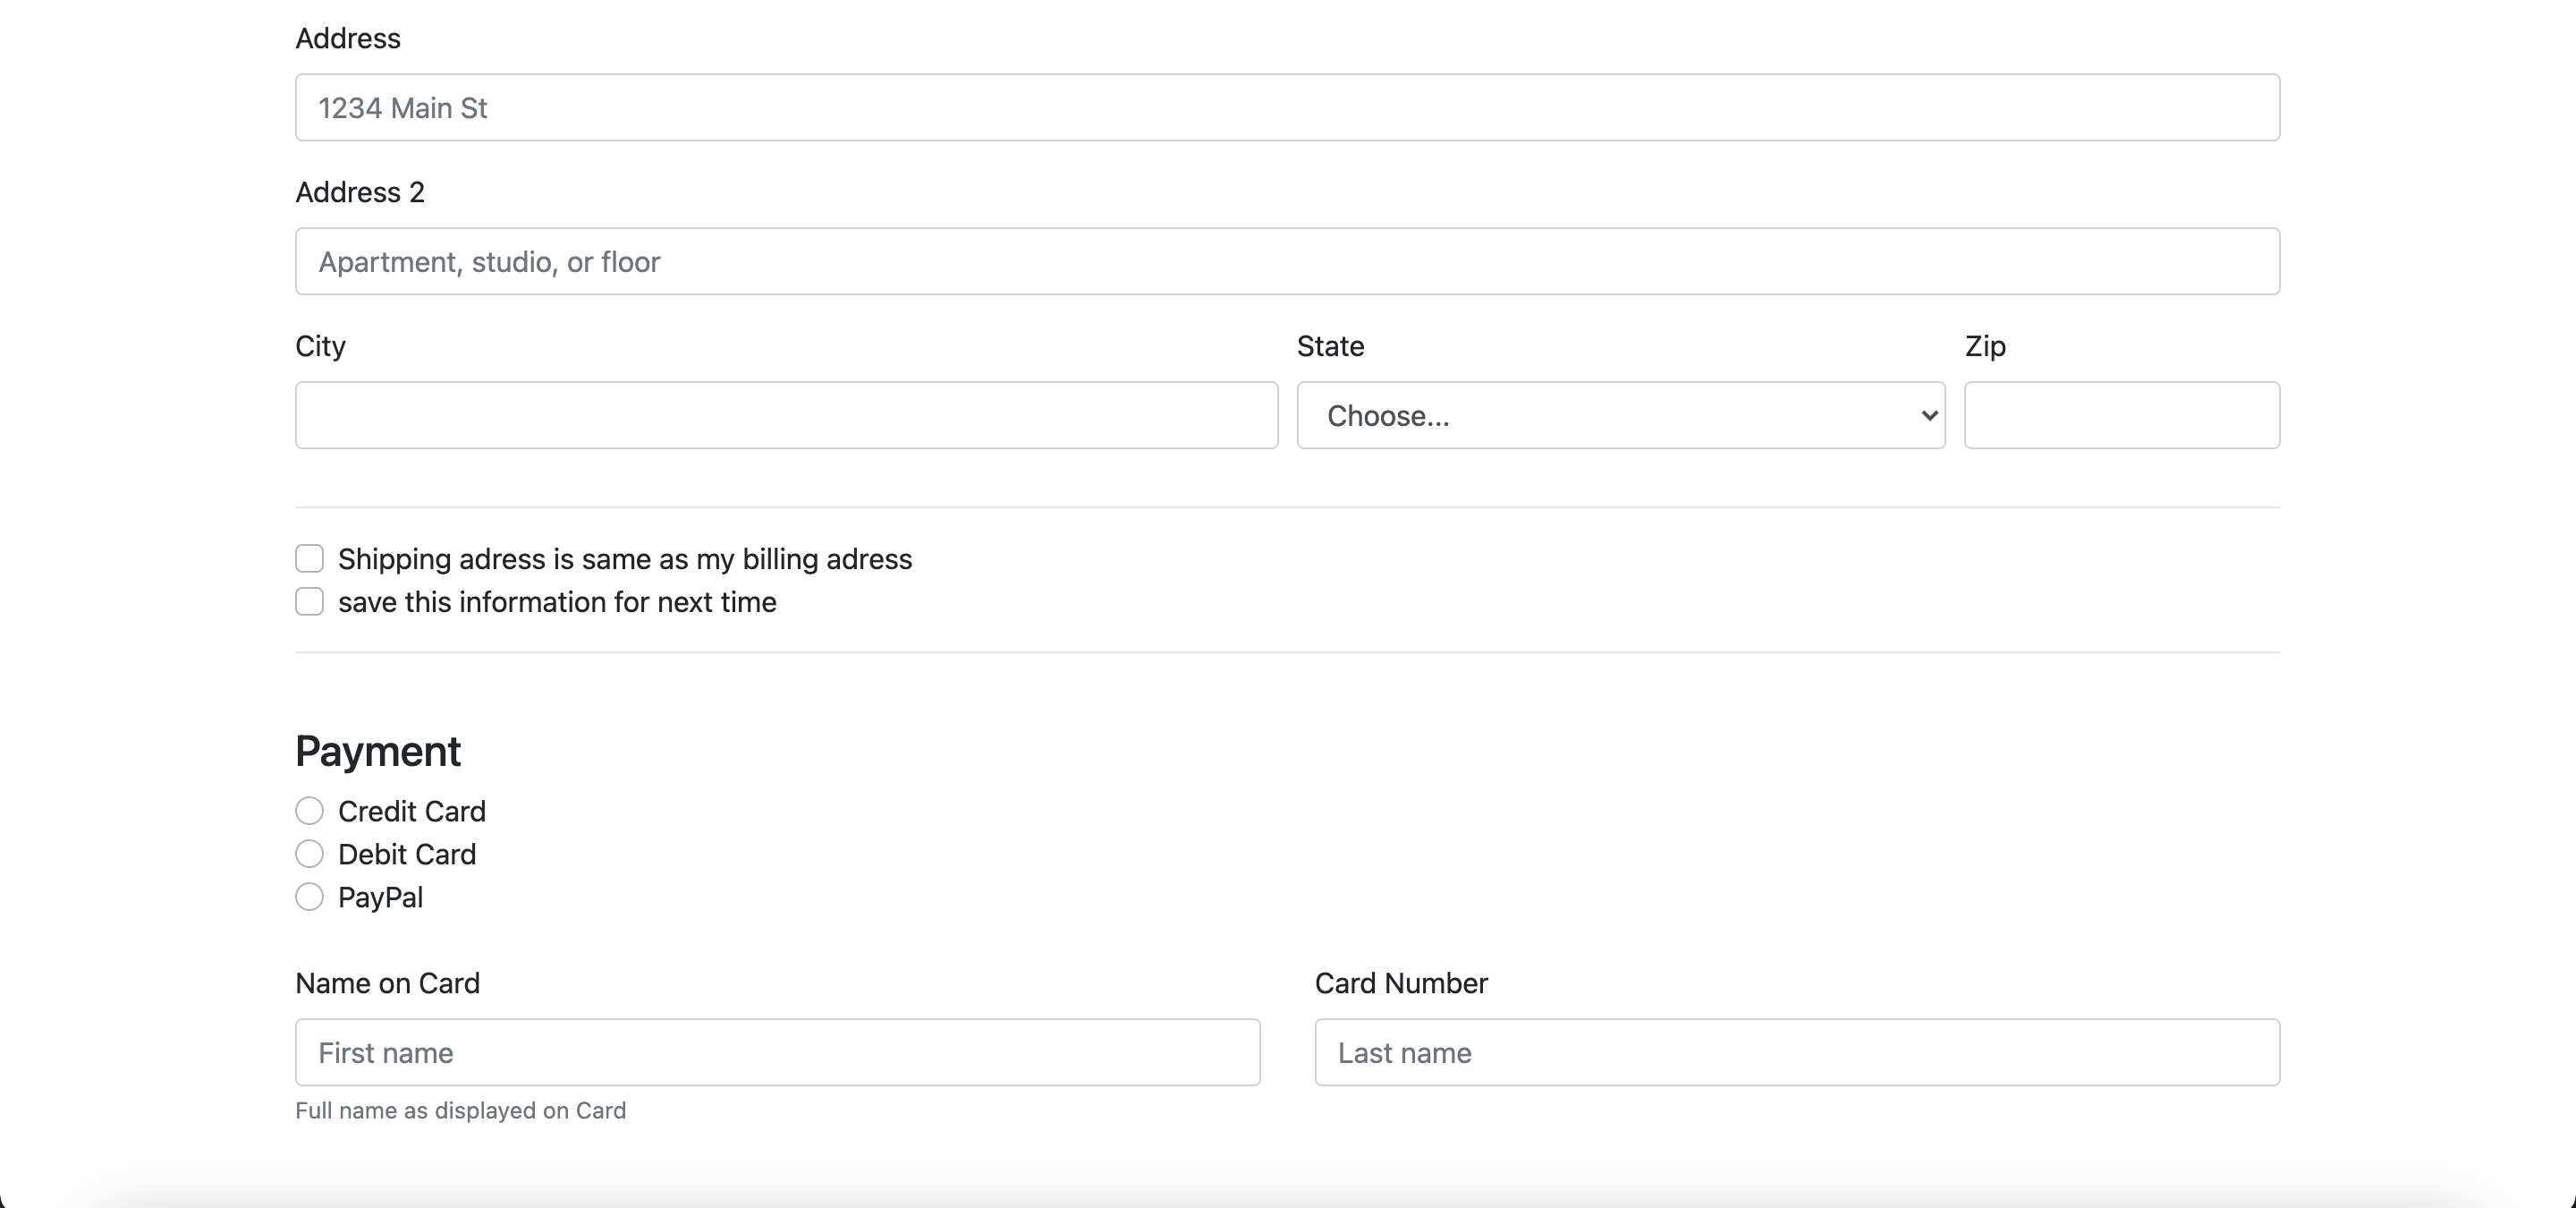 Address
1234 Main St
Address 2
Apartment, studio, or floor
City State Zip
Choose...
Shipping adress is same as my billing adress
save this information for next time
Payment
Credit Card
Debit Card
PayPal
Name on Card Card Number
First name Last name
Full name as displayed on Card